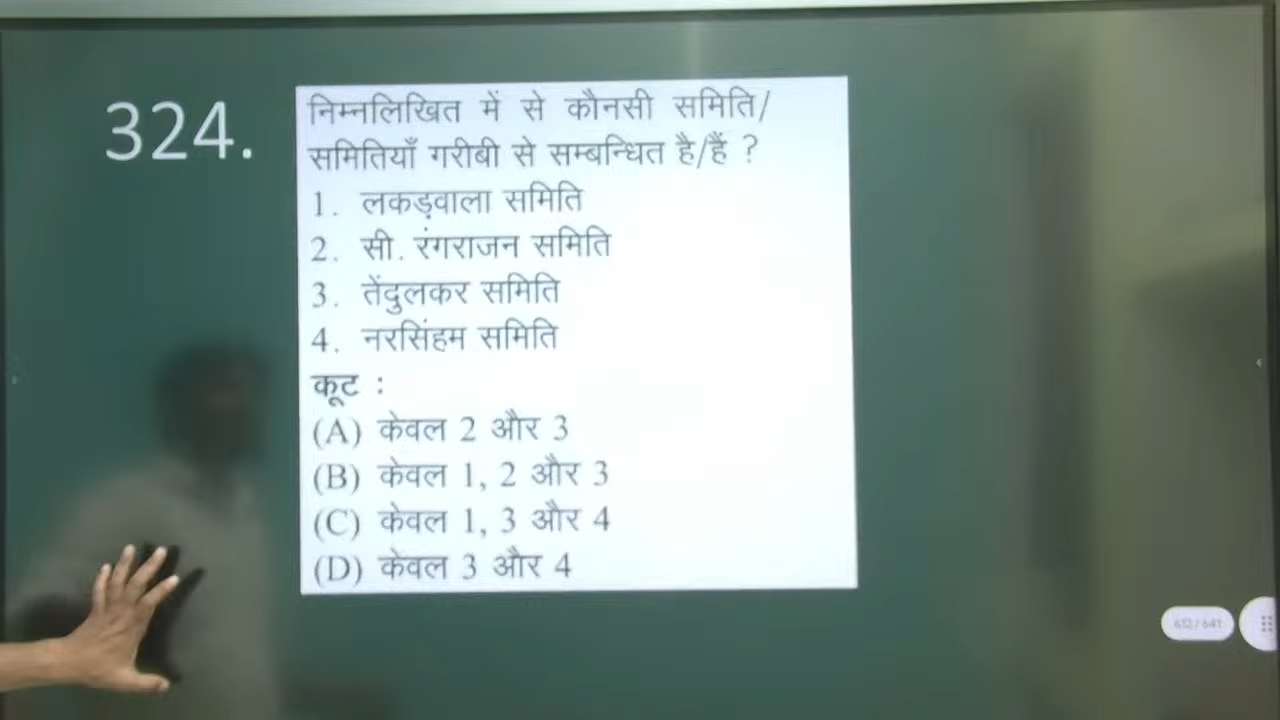 324.
निम्नलिखित में से कौनसी समिति/
समितियाँ गरीबी से सम्बन्धित है/हैं ?
1. लकड़वाला समिति
2. सी. रंगराजन समिति
3. तेंदुलकर समिति
4. नरसिंहम समिति
कूट :
(A) केवल 2 और 3
(B) केवल 1, 2 और 3
(C) केवल 1, 3 और 4
(D) केवल 3 और 4
612 / 641